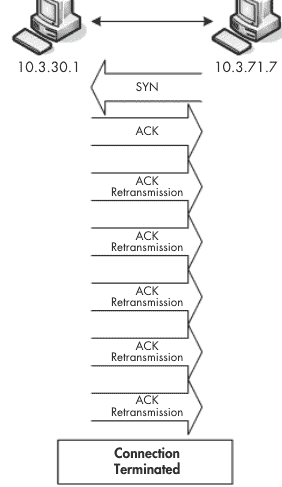 10.3.30.1
10.3.71.7
SYN
ACK
ACK
Retransmission
ACK
Retransmission
ACK
Retransmission
ACK
Retransmission
ACK
Retransmission
Connection
Terminated